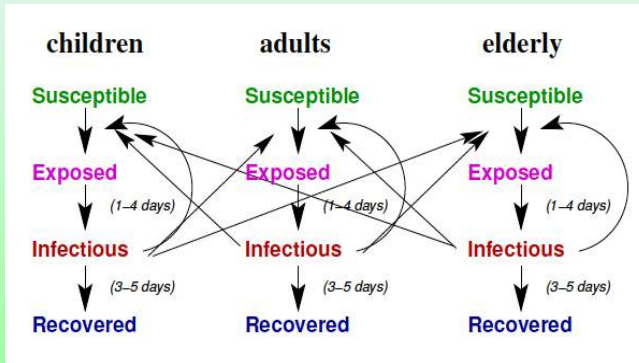 children adults elderly
Susceptible Susceptible Susceptible
Exposed Exposed Exposed
(1–4 days) (1–4 days) (1–4 days)
Infectious Infectious Infectious
(3–5 days) (3–5 days) (3–5 days)
Recovered Recovered Recovered